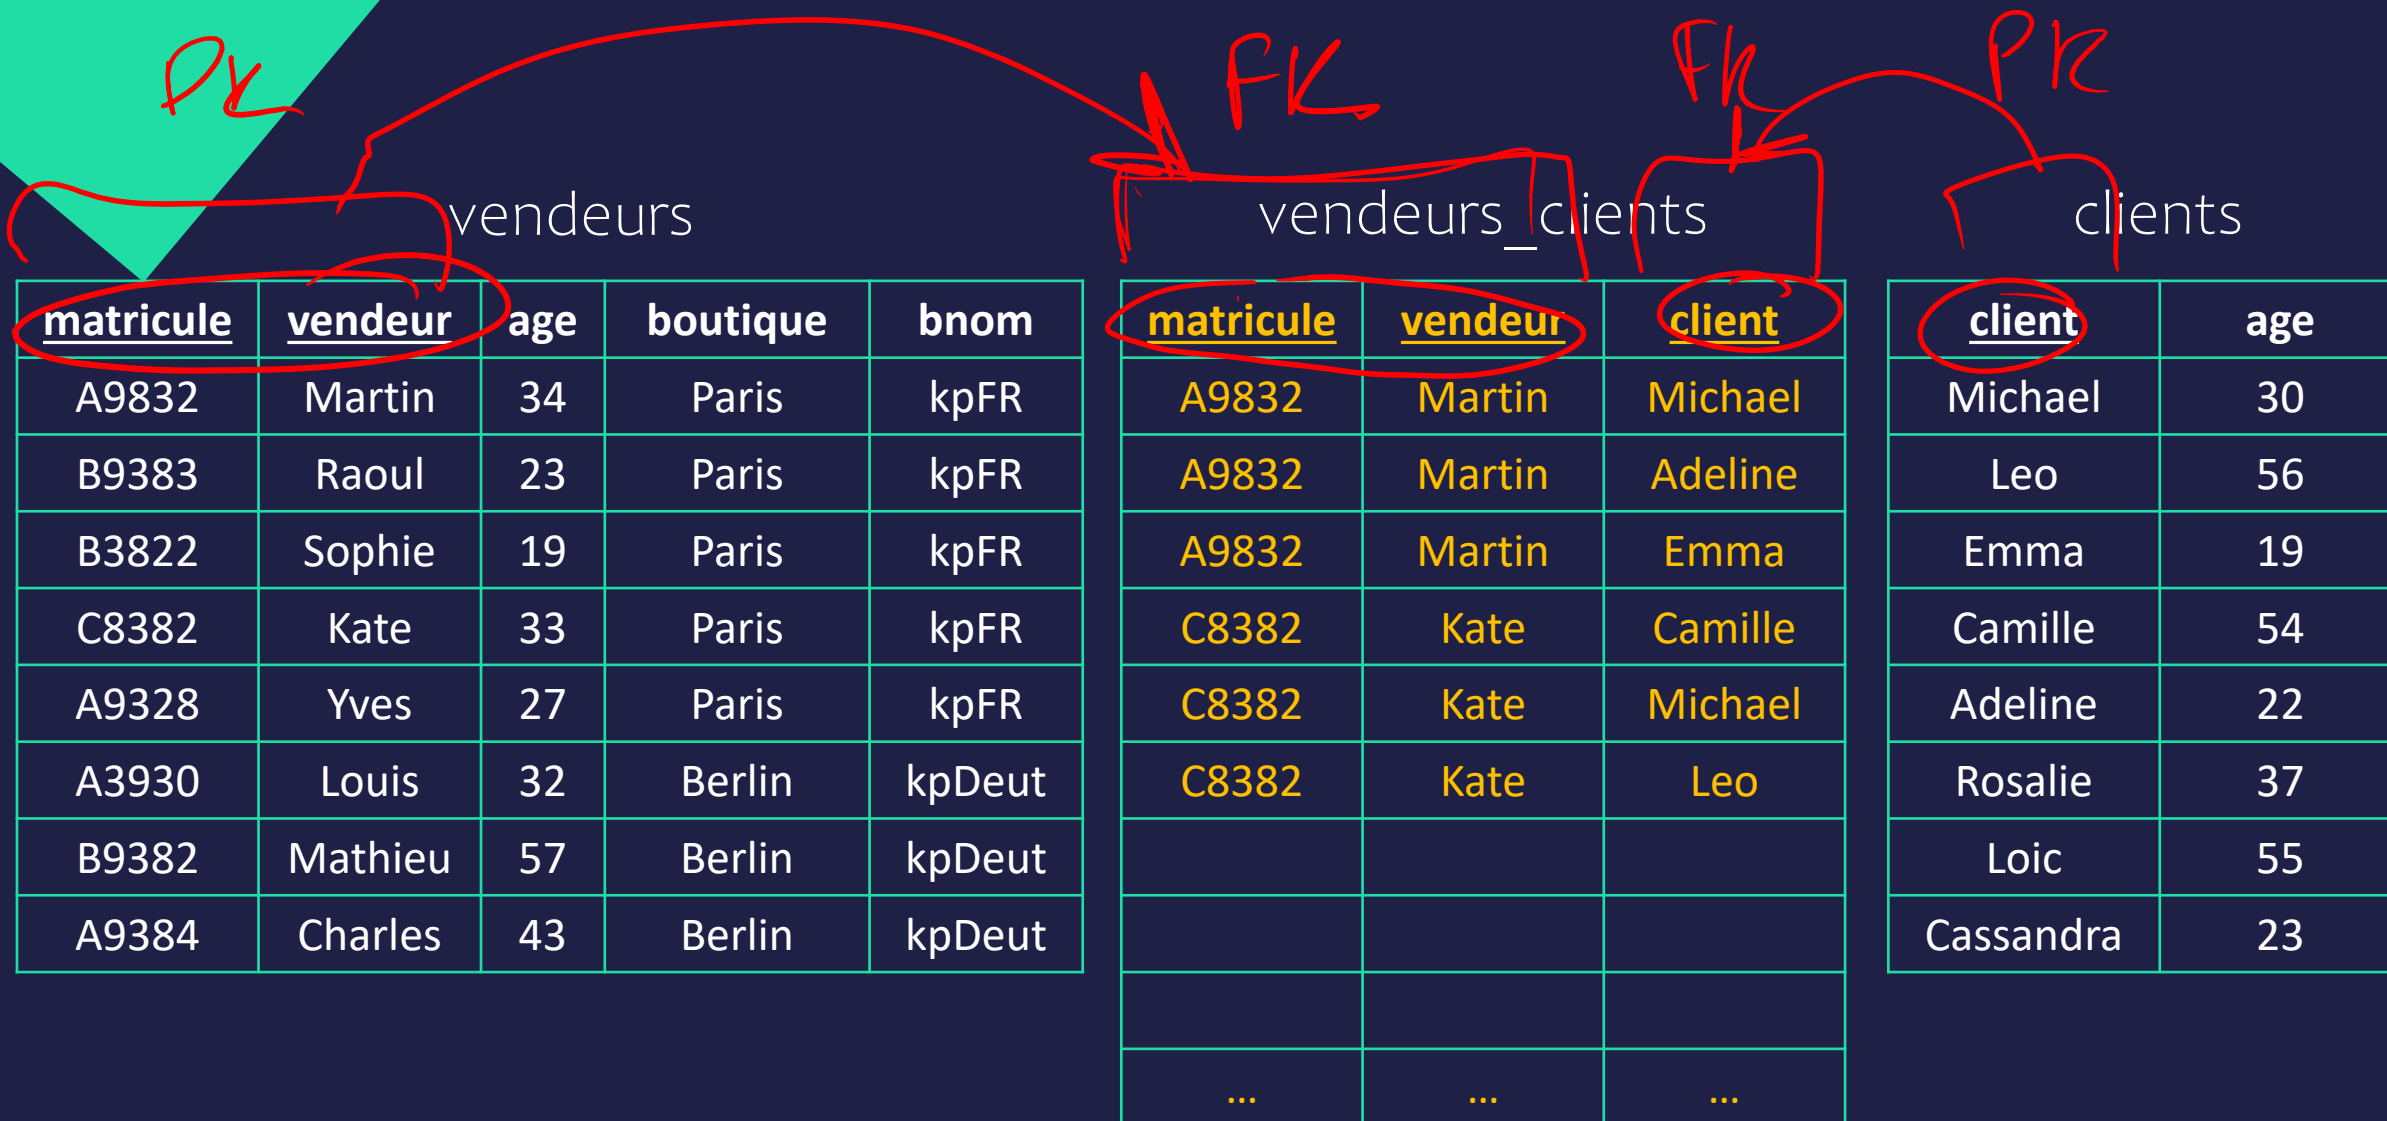 PK FK FK PK
vendeurs vendeurs_clients clients
matricule vendeur age boutique bnom matricule vendeur client client age
A9832 Martin 34 Paris kpFR A9832 Martin Michael Michael 30
B9383 Raoul 23 Paris kpFR A9832 Martin Adeline Leo 56
B3822 Sophie 19 Paris kpFR A9832 Martin Emma Emma 19
C8382 Kate 33 Paris kpFR C8382 Kate Camille Camille 54
A9328 Yves 27 Paris kpFR C8382 Kate Michael Adeline 22
A3930 Louis 32 Berlin kpDeut C8382 Kate Leo Rosalie 37
B9382 Mathieu 57 Berlin kpDeut Loic 55
A9384 Charles 43 Berlin kpDeut Cassandra 23
... ... ...